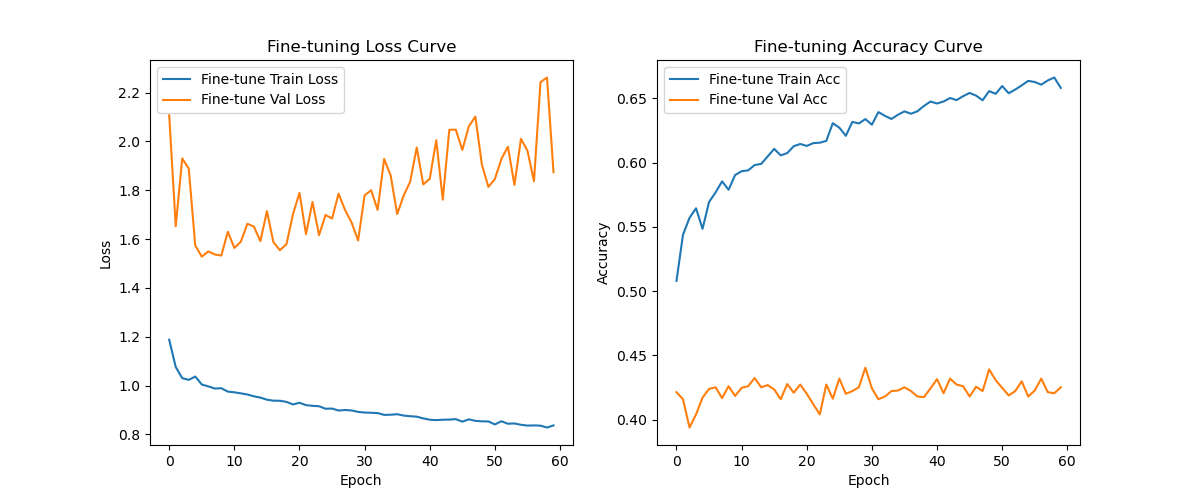 Fine-tuning Loss Curve
Fine-tune Train Loss
Fine-tune Val Loss
2.2
2.0
1.8
1.6
1.4
1.2
1.0
0.8
Loss
0 10 20 30 40 50 60
Epoch
Fine-tuning Accuracy Curve
Fine-tune Train Acc
Fine-tune Val Acc
0.65
0.60
0.55
0.50
0.45
0.40
Accuracy
0 10 20 30 40 50 60
Epoch